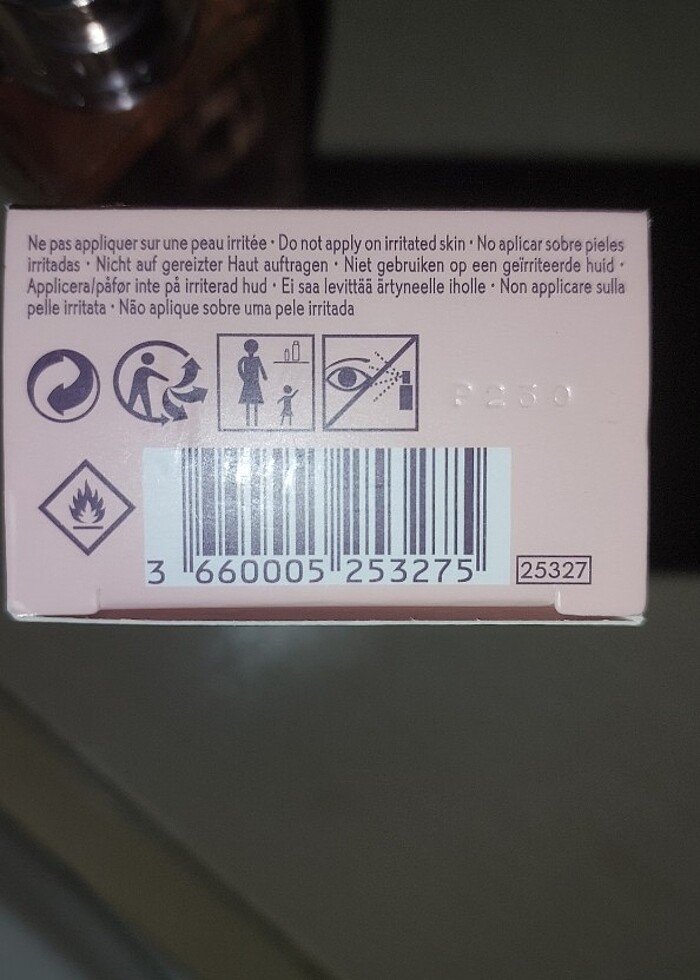 Ne pas appliquer sur une peau irritée · Do not apply on irritated skin · No aplicar sobre pieles
irritadas · Nicht auf gereizter Haut auftragen · Niet gebruiken op een geïrriteerde huid ·
Applicera/påfør inte på irriterad hud · Ei saa levittää ärtyneelle iholle · Non applicare sulla
pelle irritata · Não aplique sobre uma pele irritada
P230
3 660005 253275
25327